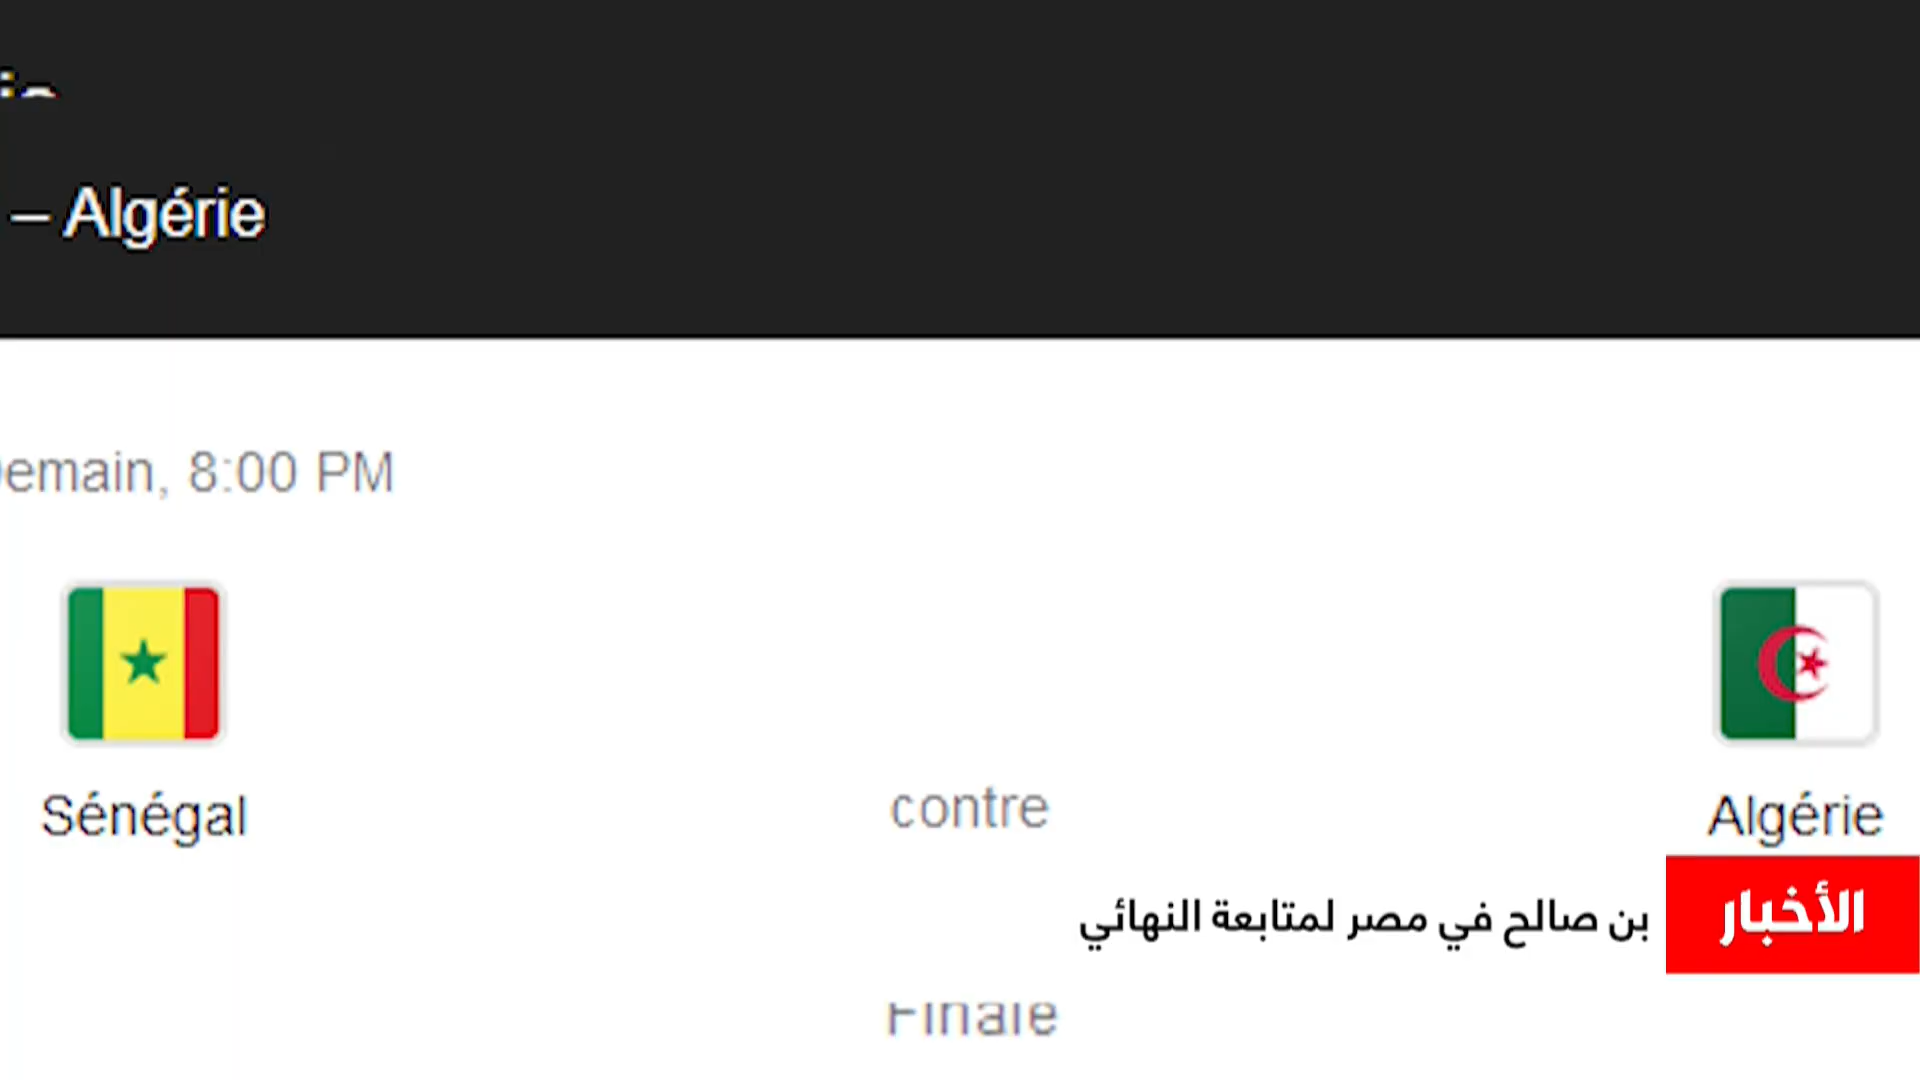 – Algérie
emain, 8:00 PM
Sénégal
contre
Algérie
الأخبار
بن صالح في مصر لمتابعة النهائي
Finale